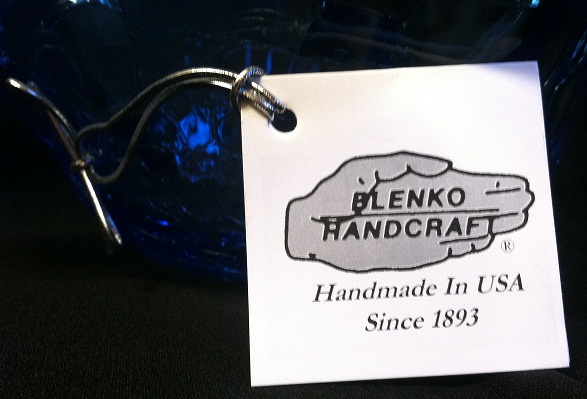 BLENKO
HANDCRAFT
®
Handmade In USA
Since 1893